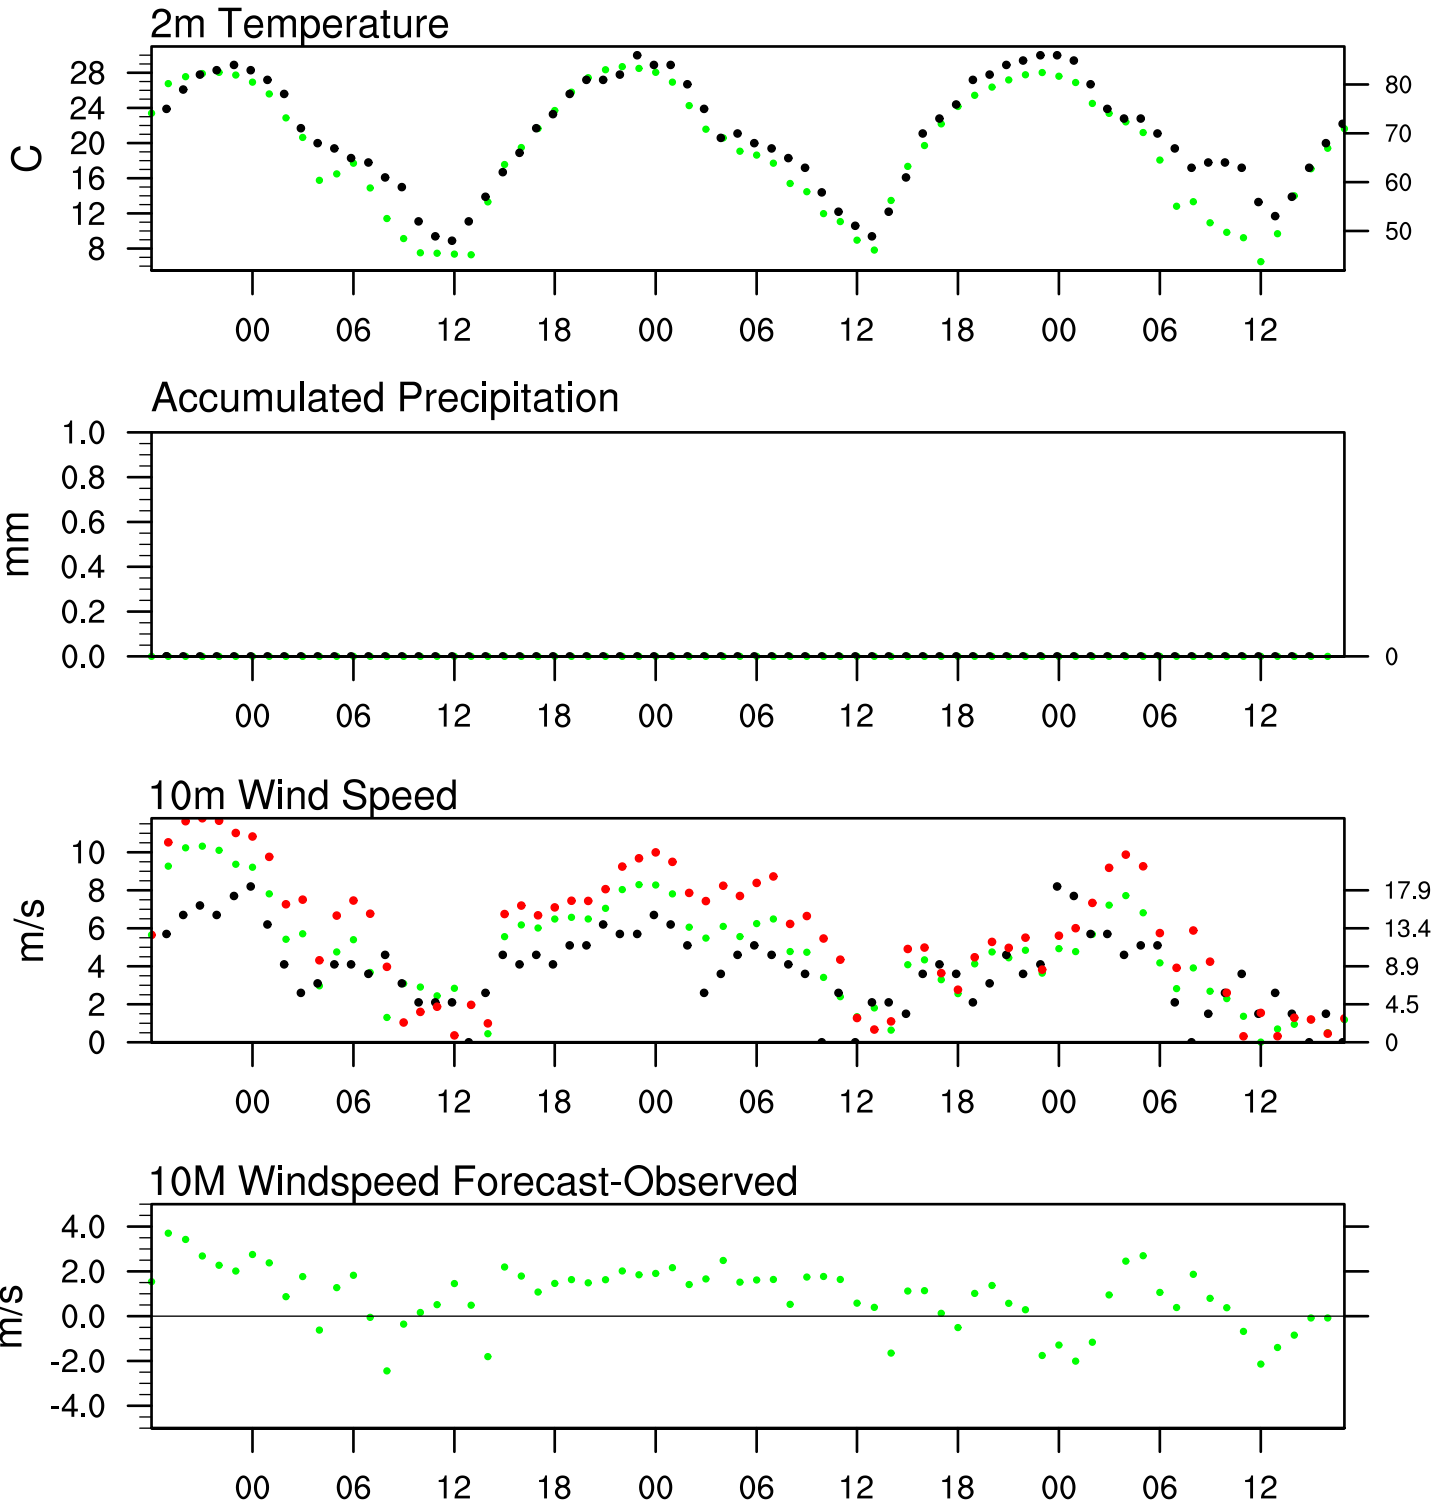 2m Temperature
C
28
24
20
16
12
8
80
70
60
50
00 06 12 18 00 06 12 18 00 06 12
Accumulated Precipitation
mm
1.0
0.8
0.6
0.4
0.2
0.0
0
00 06 12 18 00 06 12 18 00 06 12
10m Wind Speed
m/s
10
8
6
4
2
0
17.9
13.4
8.9
4.5
0
00 06 12 18 00 06 12 18 00 06 12
10M Windspeed Forecast-Observed
m/s
4.0
2.0
0.0
-2.0
-4.0
00 06 12 18 00 06 12 18 00 06 12